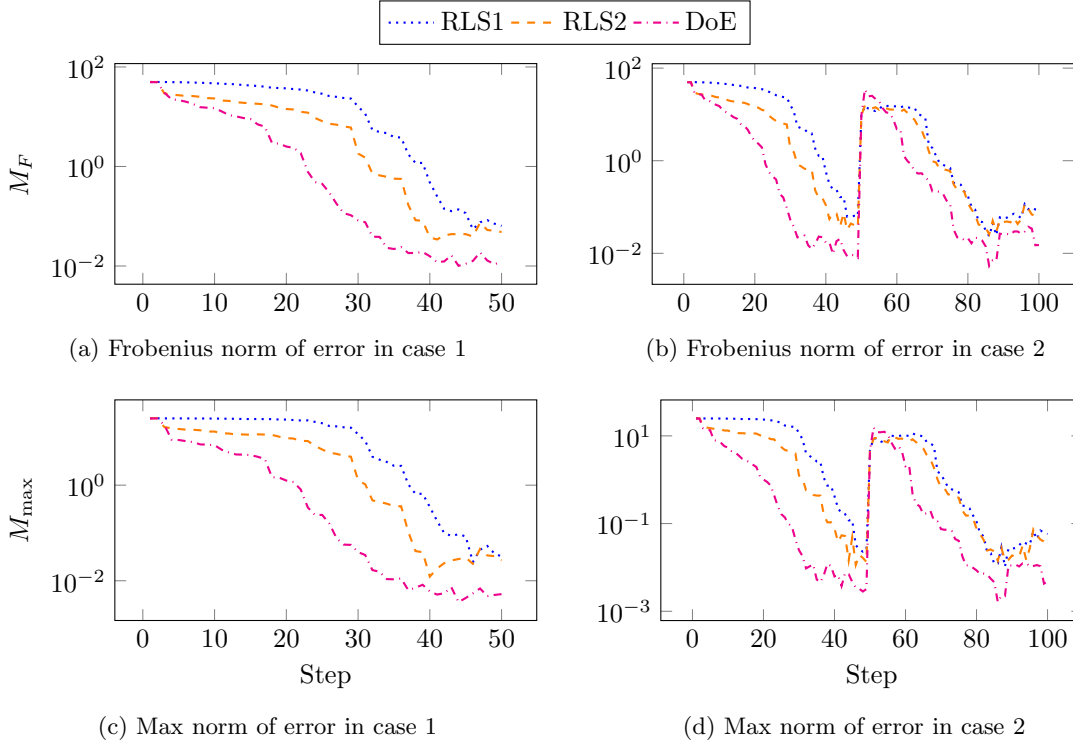 RLS1 RLS2 DoE
10^2
10^0
10^−2
M_F
0 10 20 30 40 50
(a) Frobenius norm of error in case 1
10^2
10^0
10^−2
0 20 40 60 80 100
(b) Frobenius norm of error in case 2
10^0
10^−2
M_max
0 10 20 30 40 50
Step
(c) Max norm of error in case 1
10^1
10^−1
10^−3
0 20 40 60 80 100
Step
(d) Max norm of error in case 2